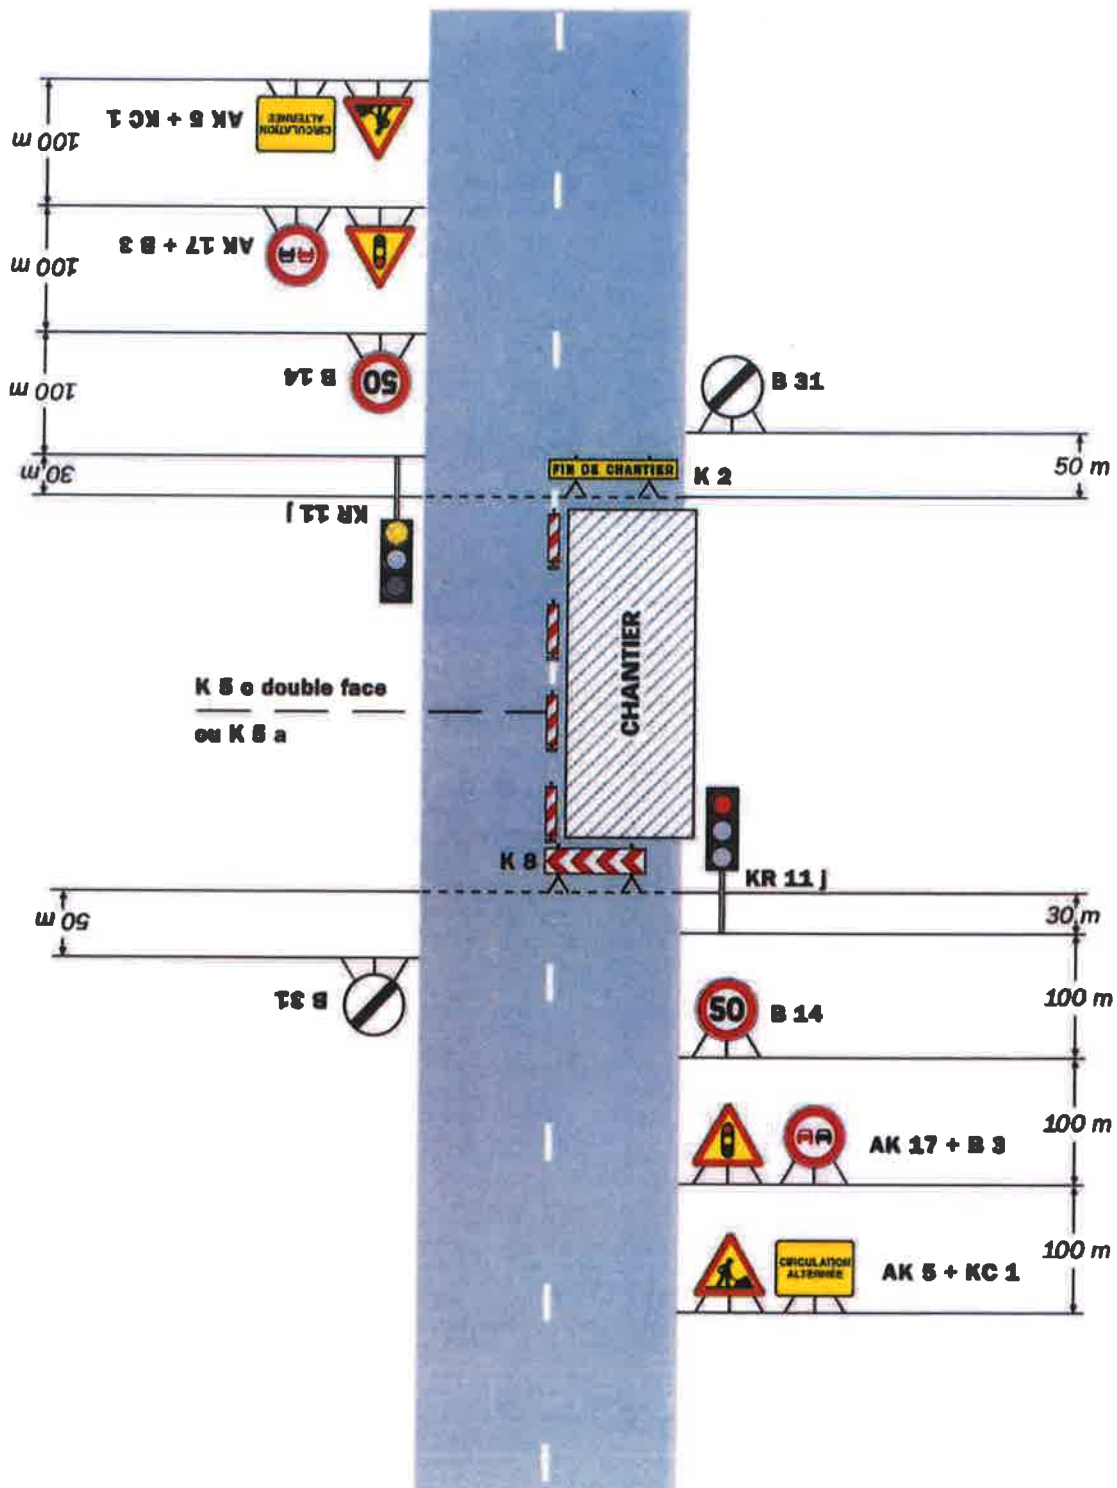 AK 5 + KC 1
CIRCULATION
ALTERNÉE
100 m
AK 17 + B 3
100 m
B 14
50
100 m
B 31
30 m
50 m
FIN DE CHANTIER
K 2
KR 11 j
CHANTIER
K 5 c double face
ou K 5 a
K 8
KR 11 j
50 m
30 m
B 31
50
B 14
100 m
AK 17 + B 3
100 m
CIRCULATION
ALTERNÉE
AK 5 + KC 1
100 m